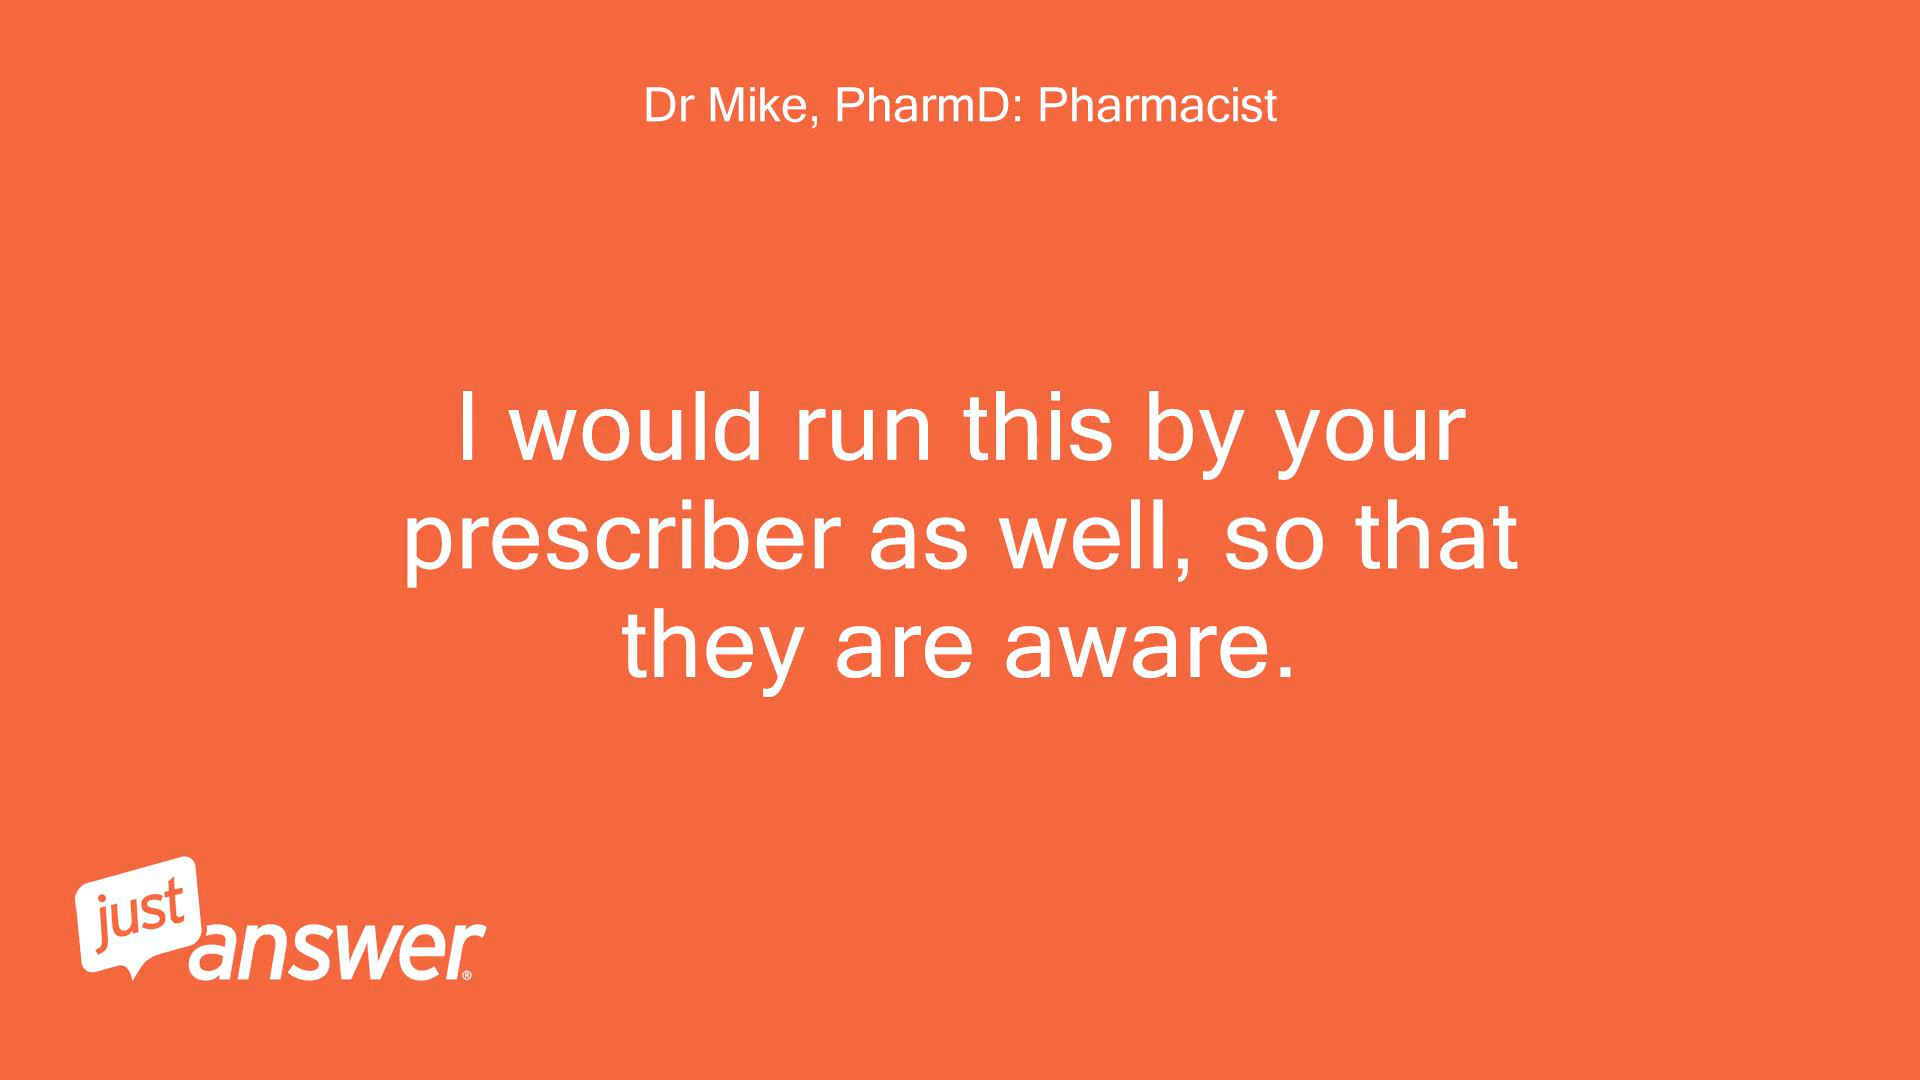 Dr Mike, PharmD: Pharmacist
I would run this by your
prescriber as well, so that
they are aware.
just
answer®